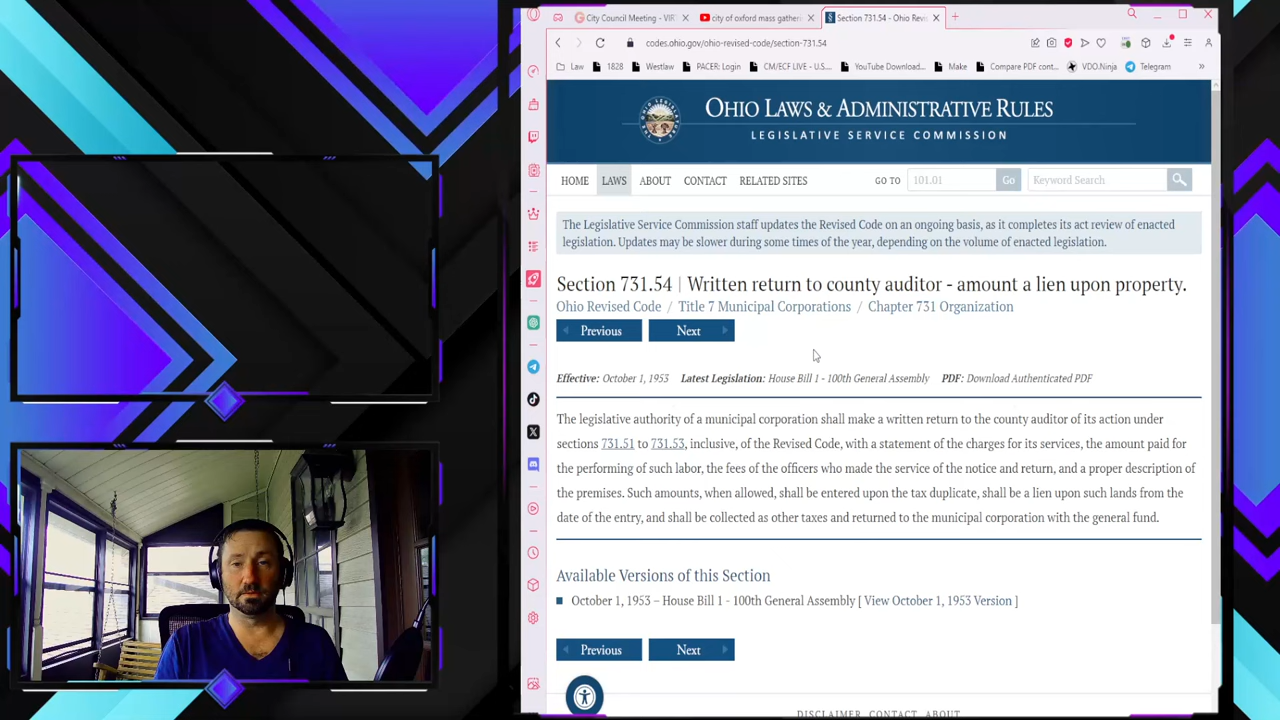 City Council Meeting - VIR
city of oxford mass gatheri
Section 731.54 - Ohio Revis
codes.ohio.gov/ohio-revised-code/section-731.54
Law 1828 Westlaw PACER: Login CM/ECF LIVE - U.S.... YouTube Download... Make Compare PDF cont... VDO.Ninja Telegram
OHIO LAWS & ADMINISTRATIVE RULES
LEGISLATIVE SERVICE COMMISSION
HOME LAWS ABOUT CONTACT RELATED SITES GO TO 101.01 Go Keyword Search
The Legislative Service Commission staff updates the Revised Code on an ongoing basis, as it completes its act review of enacted
legislation. Updates may be slower during some times of the year, depending on the volume of enacted legislation.
Section 731.54 | Written return to county auditor - amount a lien upon property.
Ohio Revised Code / Title 7 Municipal Corporations / Chapter 731 Organization
Previous Next
Effective: October 1, 1953 Latest Legislation: House Bill 1 - 100th General Assembly PDF: Download Authenticated PDF
The legislative authority of a municipal corporation shall make a written return to the county auditor of its action under
sections 731.51 to 731.53, inclusive, of the Revised Code, with a statement of the charges for its services, the amount paid for
the performing of such labor, the fees of the officers who made the service of the notice and return, and a proper description of
the premises. Such amounts, when allowed, shall be entered upon the tax duplicate, shall be a lien upon such lands from the
date of the entry, and shall be collected as other taxes and returned to the municipal corporation with the general fund.
Available Versions of this Section
October 1, 1953 – House Bill 1 - 100th General Assembly [ View October 1, 1953 Version ]
Previous Next
DISCLAIMER CONTACT ABOUT